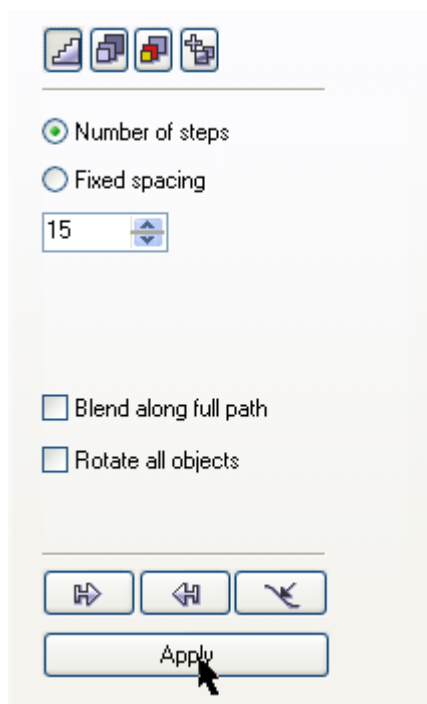 Number of steps
Fixed spacing
15
Blend along full path
Rotate all objects
Apply